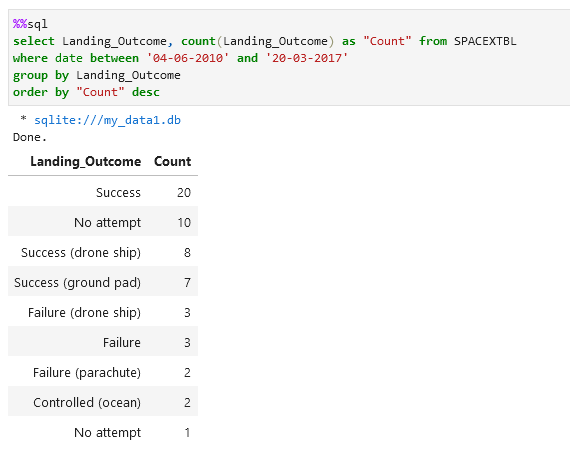 %%sql
select Landing_Outcome, count(Landing_Outcome) as "Count" from SPACEXTBL
where date between '04-06-2010' and '20-03-2017'
group by Landing_Outcome
order by "Count" desc
* sqlite:///my_data1.db
Done.
Landing_Outcome Count
Success 20
No attempt 10
Success (drone ship) 8
Success (ground pad) 7
Failure (drone ship) 3
Failure 3
Failure (parachute) 2
Controlled (ocean) 2
No attempt 1